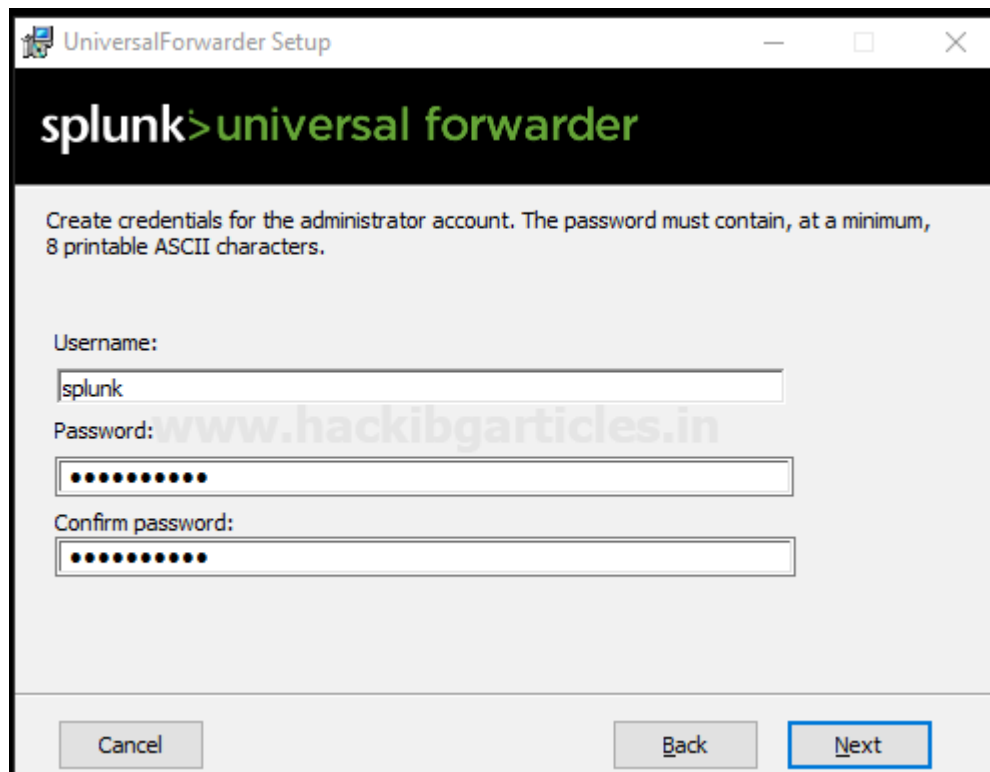 UniversalForwarder Setup
splunk>universal forwarder
Create credentials for the administrator account. The password must contain, at a minimum,
8 printable ASCII characters.
Username:
splunk
www.hackibgarticles.in
Password:
●●●●●●●●●●
Confirm password:
●●●●●●●●●●
Cancel
Back
Next